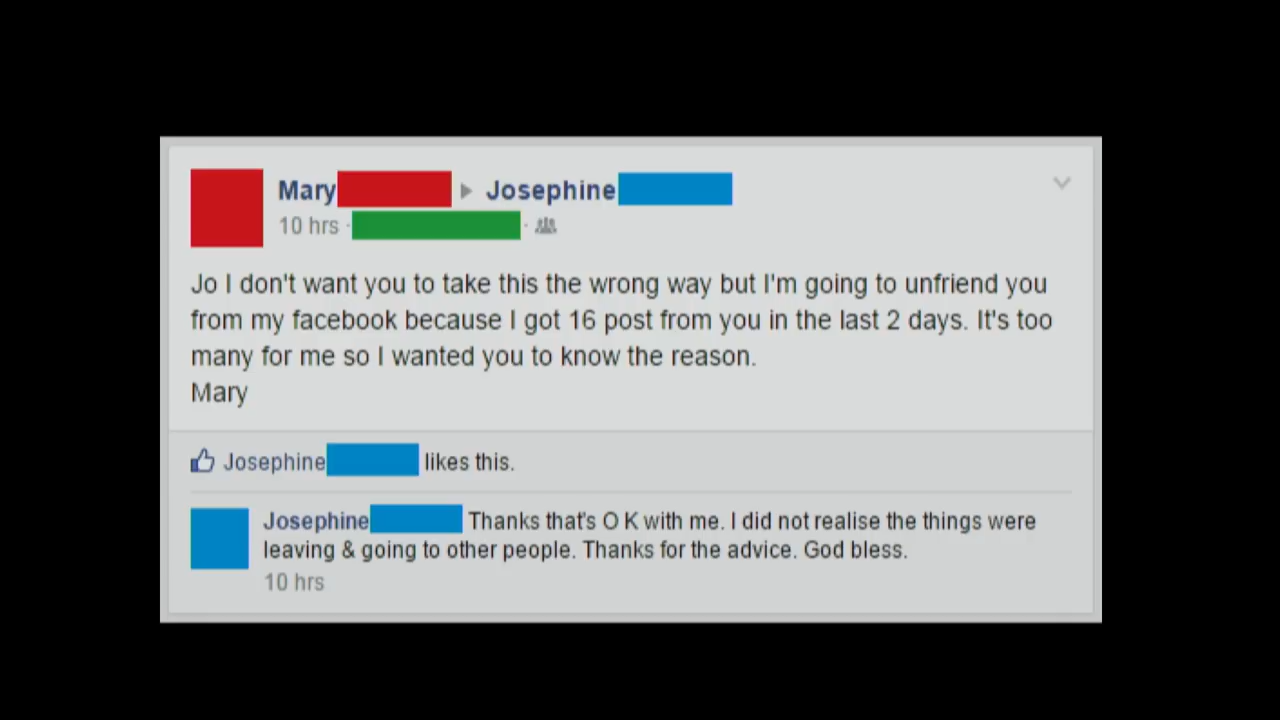 Mary Josephine
10 hrs · ·
Jo I don't want you to take this the wrong way but I'm going to unfriend you
from my facebook because I got 16 post from you in the last 2 days. It's too
many for me so I wanted you to know the reason.
Mary
Josephine likes this.
Josephine Thanks that's O K with me. I did not realise the things were
leaving & going to other people. Thanks for the advice. God bless.
10 hrs